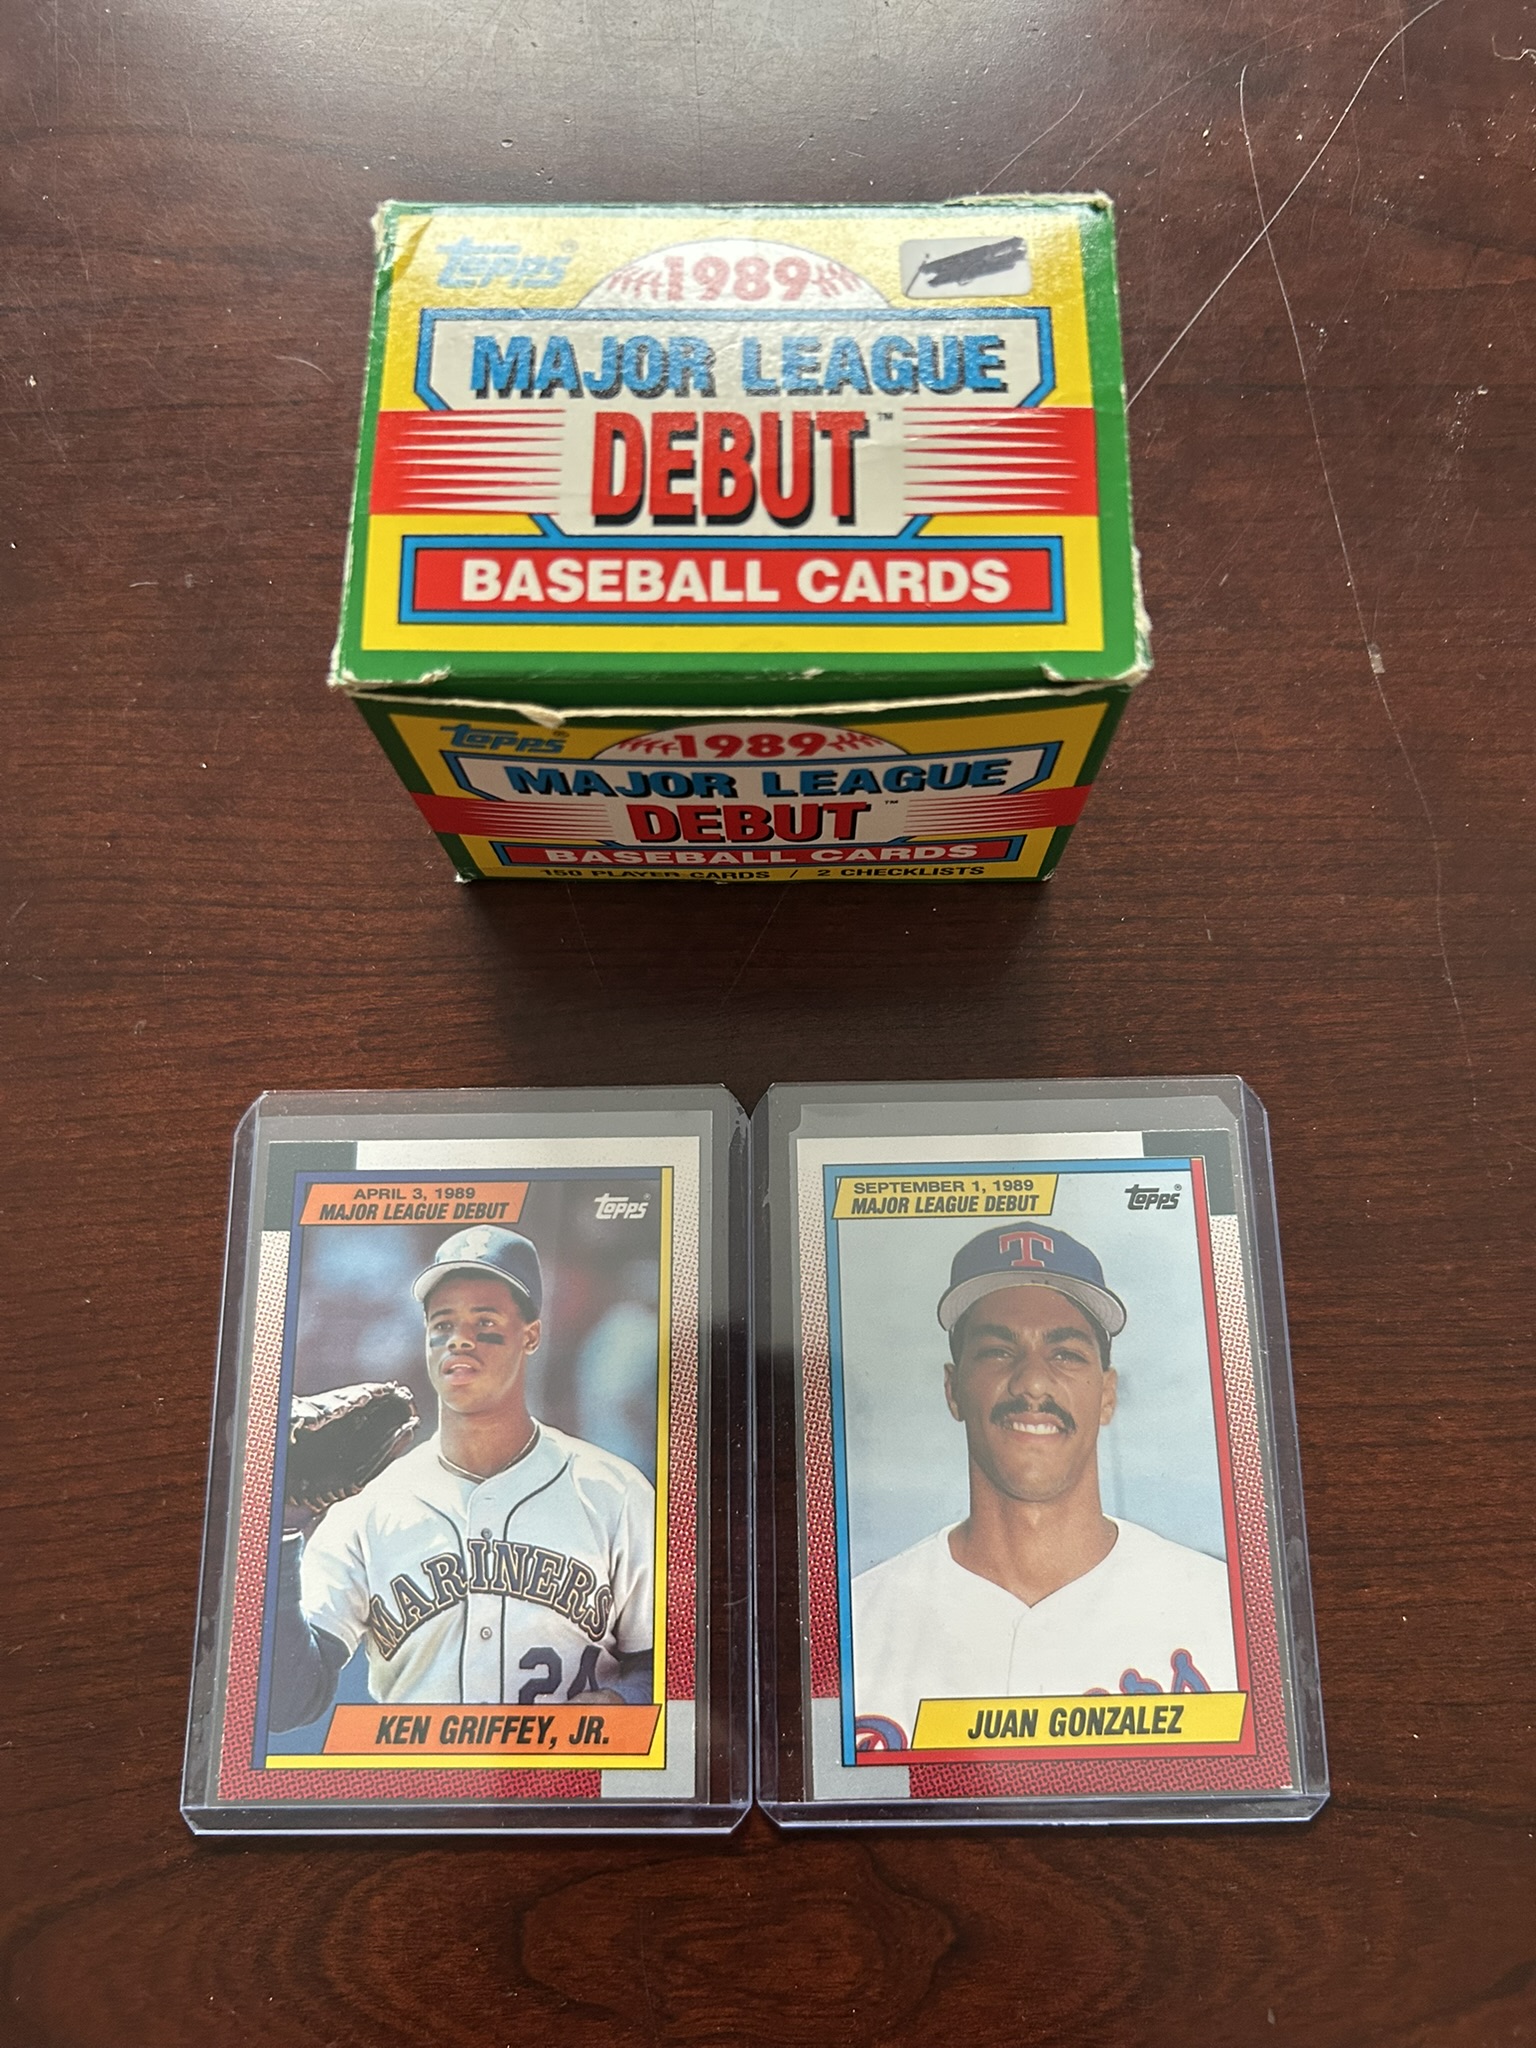 Topps®
1989
MAJOR LEAGUE
DEBUT™
BASEBALL CARDS
Topps®
1989
MAJOR LEAGUE
DEBUT™
BASEBALL CARDS
150 PLAYER CARDS / 2 CHECKLISTS
APRIL 3, 1989
MAJOR LEAGUE DEBUT
Topps®
MARINERS
24
KEN GRIFFEY, JR.
SEPTEMBER 1, 1989
MAJOR LEAGUE DEBUT
Topps®
T
JUAN GONZALEZ